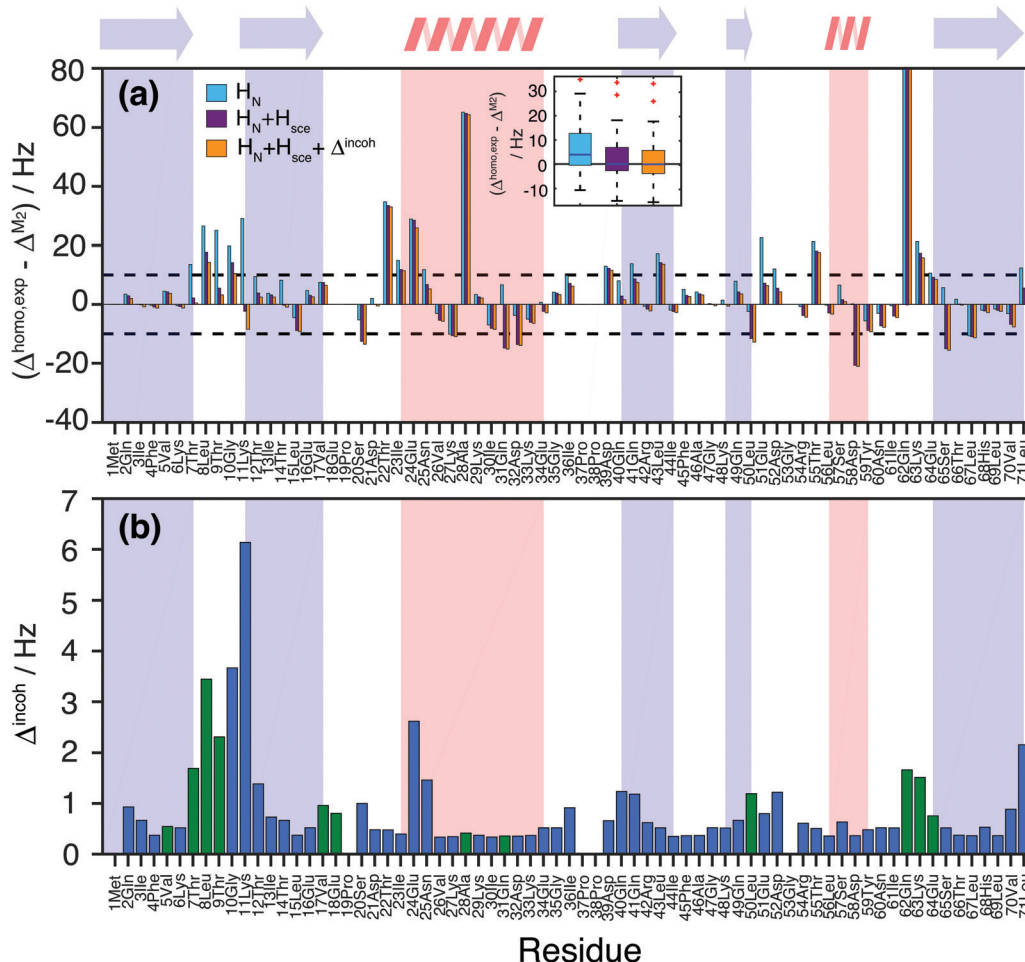 (a)
H_N
H_N+H_sce
H_N+H_sce+Δ^incoh
(Δ^homo,exp - Δ^M2) / Hz
80
60
40
20
0
-20
-40
(Δ^homo,exp - Δ^M2)
/ Hz
30
20
10
0
-10
1Met
2Gln
3Ile
4Phe
5Val
6Lys
7Thr
8Leu
9Thr
10Gly
11Lys
12Thr
13Ile
14Thr
15Leu
16Glu
17Val
18Glu
19Pro
20Ser
21Asp
22Thr
23Ile
24Glu
25Asn
26Val
27Lys
28Ala
29Lys
30Ile
31Gln
32Asp
33Lys
34Glu
35Gly
36Ile
37Pro
38Pro
39Asp
40Gln
41Gln
42Arg
43Leu
44Ile
45Phe
46Ala
47Gly
48Lys
49Gln
50Leu
51Glu
52Asp
53Gly
54Arg
55Thr
56Leu
57Ser
58Asp
59Tyr
60Asn
61Ile
62Gln
63Lys
64Glu
65Ser
66Thr
67Leu
68His
69Leu
70Val
71Leu
(b)
Δ^incoh / Hz
7
6
5
4
3
2
1
0
1Met
2Gln
3Ile
4Phe
5Val
6Lys
7Thr
8Leu
9Thr
10Gly
11Lys
12Thr
13Ile
14Thr
15Leu
16Glu
17Val
18Glu
19Pro
20Ser
21Asp
22Thr
23Ile
24Glu
25Asn
26Val
27Lys
28Ala
29Lys
30Ile
31Gln
32Asp
33Lys
34Glu
35Gly
36Ile
37Pro
38Pro
39Asp
40Gln
41Gln
42Arg
43Leu
44Ile
45Phe
46Ala
47Gly
48Lys
49Gln
50Leu
51Glu
52Asp
53Gly
54Arg
55Thr
56Leu
57Ser
58Asp
59Tyr
60Asn
61Ile
62Gln
63Lys
64Glu
65Ser
66Thr
67Leu
68His
69Leu
70Val
71Leu
Residue